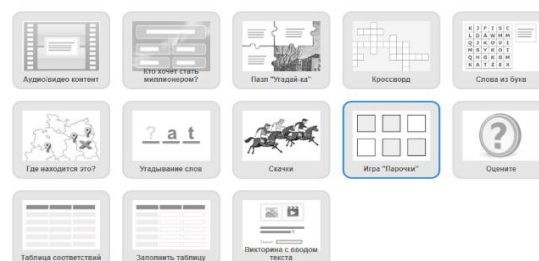 Аудио/видео контент
Кто хочет стать
миллионером?
Пазл "Угадай-ка"
Кроссворд
K J F I S C
L D A W M M
Q J K O V I
M G Y K O I
Q H G K G M
K A T Z E X
Слова из букв
Где находится это?
? a t
Угадывание слов
Скачки
Игра "Парочки"
?
Оцените
Таблица соответствий
Заполнить таблицу
Викторина с вводом
текста